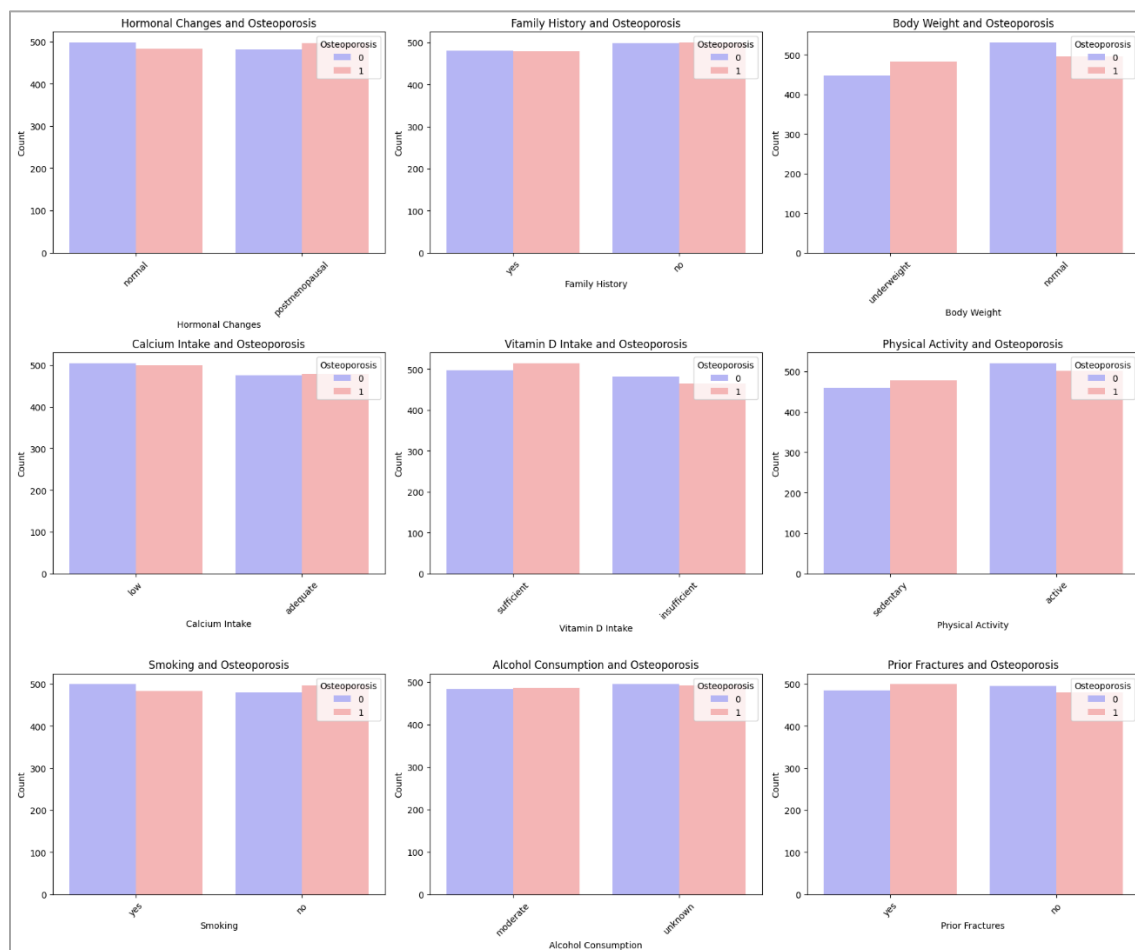 Hormonal Changes and Osteoporosis
Osteoporosis
0
1
500
400
300
200
100
0
Count
normal
postmenopausal
Hormonal Changes
Family History and Osteoporosis
Osteoporosis
0
1
500
400
300
200
100
0
Count
yes
no
Family History
Body Weight and Osteoporosis
Osteoporosis
0
1
500
400
300
200
100
0
Count
underweight
normal
Body Weight
Calcium Intake and Osteoporosis
Osteoporosis
0
1
500
400
300
200
100
0
Count
low
adequate
Calcium Intake
Vitamin D Intake and Osteoporosis
Osteoporosis
0
1
500
400
300
200
100
0
Count
sufficient
insufficient
Vitamin D Intake
Physical Activity and Osteoporosis
Osteoporosis
0
1
500
400
300
200
100
0
Count
sedentary
active
Physical Activity
Smoking and Osteoporosis
Osteoporosis
0
1
500
400
300
200
100
0
Count
yes
no
Smoking
Alcohol Consumption and Osteoporosis
Osteoporosis
0
1
500
400
300
200
100
0
Count
moderate
unknown
Alcohol Consumption
Prior Fractures and Osteoporosis
Osteoporosis
0
1
500
400
300
200
100
0
Count
yes
no
Prior Fractures